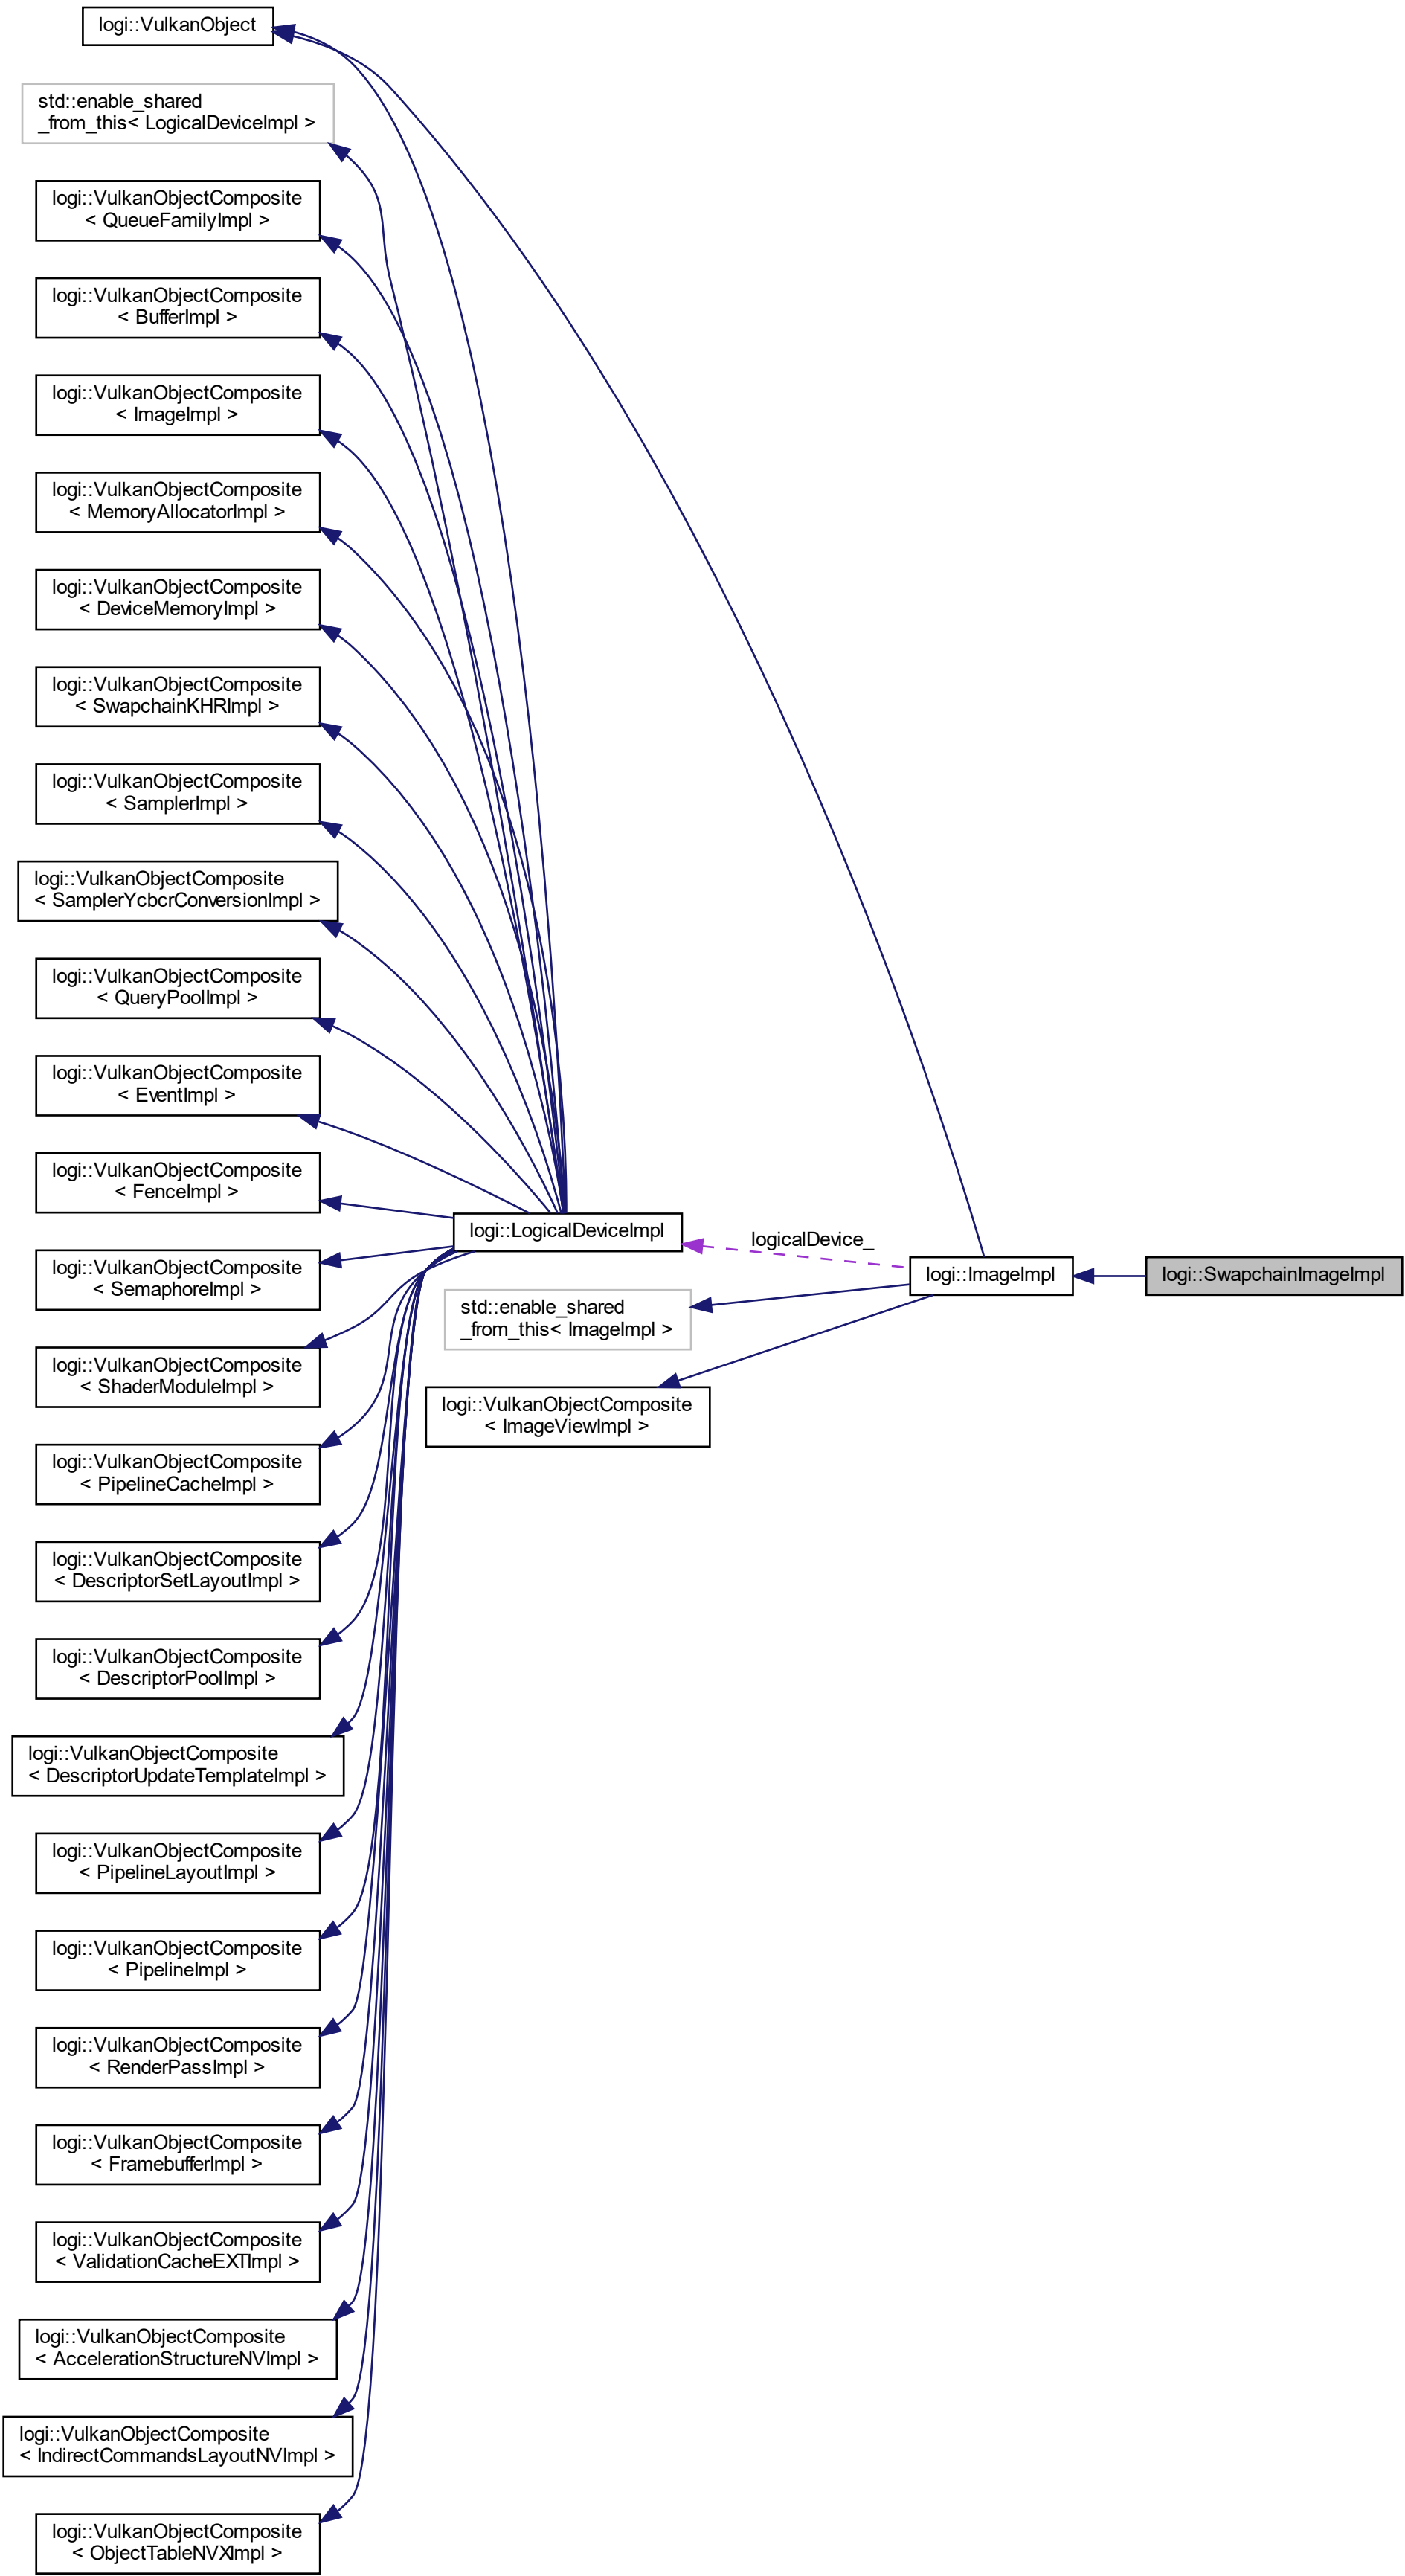 logi::VulkanObject
std::enable_shared
_from_this< LogicalDeviceImpl >
logi::VulkanObjectComposite
< QueueFamilyImpl >
logi::VulkanObjectComposite
< BufferImpl >
logi::VulkanObjectComposite
< ImageImpl >
logi::VulkanObjectComposite
< MemoryAllocatorImpl >
logi::VulkanObjectComposite
< DeviceMemoryImpl >
logi::VulkanObjectComposite
< SwapchainKHRImpl >
logi::VulkanObjectComposite
< SamplerImpl >
logi::VulkanObjectComposite
< SamplerYcbcrConversionImpl >
logi::VulkanObjectComposite
< QueryPoolImpl >
logi::VulkanObjectComposite
< EventImpl >
logi::VulkanObjectComposite
< FenceImpl >
logi::VulkanObjectComposite
< SemaphoreImpl >
logi::VulkanObjectComposite
< ShaderModuleImpl >
logi::VulkanObjectComposite
< PipelineCacheImpl >
logi::VulkanObjectComposite
< DescriptorSetLayoutImpl >
logi::VulkanObjectComposite
< DescriptorPoolImpl >
logi::VulkanObjectComposite
< DescriptorUpdateTemplateImpl >
logi::VulkanObjectComposite
< PipelineLayoutImpl >
logi::VulkanObjectComposite
< PipelineImpl >
logi::VulkanObjectComposite
< RenderPassImpl >
logi::VulkanObjectComposite
< FramebufferImpl >
logi::VulkanObjectComposite
< ValidationCacheEXTImpl >
logi::VulkanObjectComposite
< AccelerationStructureNVImpl >
logi::VulkanObjectComposite
< IndirectCommandsLayoutNVImpl >
logi::VulkanObjectComposite
< ObjectTableNVXImpl >
logi::LogicalDeviceImpl
std::enable_shared
_from_this< ImageImpl >
logi::VulkanObjectComposite
< ImageViewImpl >
logicalDevice_
logi::ImageImpl
logi::SwapchainImageImpl